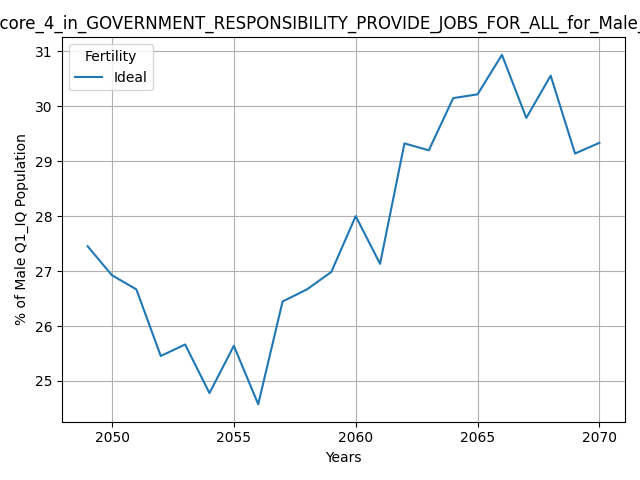 core_4_in_GOVERNMENT_RESPONSIBILITY_PROVIDE_JOBS_FOR_ALL_for_Male_
Fertility
Ideal
31
30
29
28
27
26
25
% of Male Q1_IQ Population
2050
2055
2060
2065
2070
Years